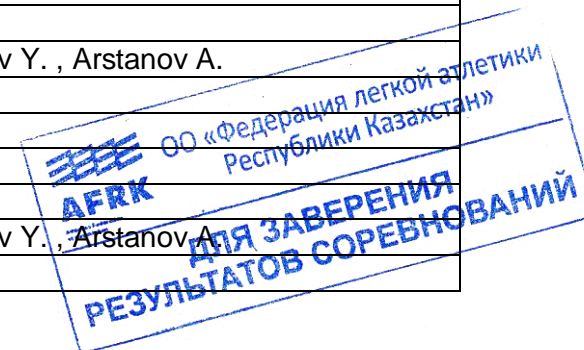 v Y. , Arstanov A.
ОО «Федерация легкой атлетики
Республики Казахстан»
AFRK
v Y. , Arstanov A.
ДЛЯ ЗАВЕРЕНИЯ
РЕЗУЛЬТАТОВ СОРЕВНОВАНИЙ